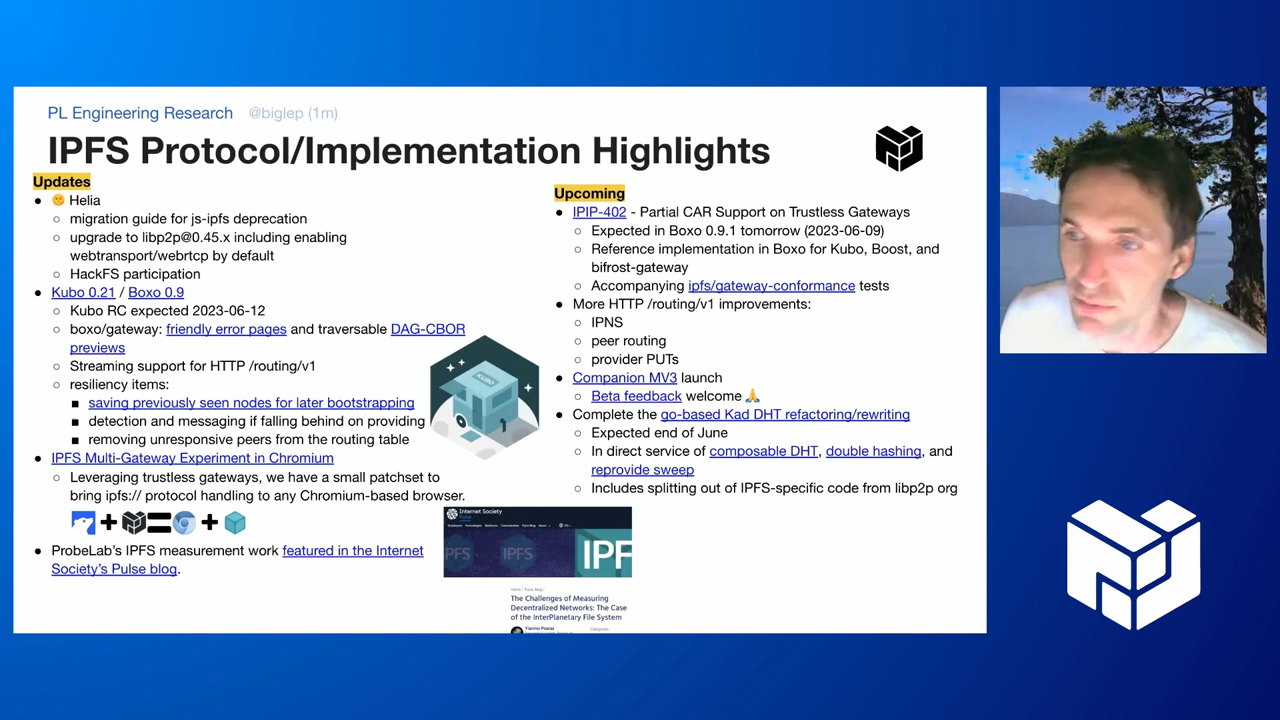 PL Engineering Research @biglep (1m)
IPFS Protocol/Implementation Highlights
Updates
Helia
migration guide for js-ipfs deprecation
upgrade to libp2p@0.45.x including enabling
webtransport/webrtcp by default
HackFS participation
Kubo 0.21 / Boxo 0.9
Kubo RC expected 2023-06-12
boxo/gateway: friendly error pages and traversable DAG-CBOR
previews
Streaming support for HTTP /routing/v1
resiliency items:
saving previously seen nodes for later bootstrapping
detection and messaging if falling behind on providing
removing unresponsive peers from the routing table
IPFS Multi-Gateway Experiment in Chromium
Leveraging trustless gateways, we have a small patchset to
bring ipfs:// protocol handling to any Chromium-based browser.
ProbeLab's IPFS measurement work featured in the Internet
Society's Pulse blog.
KUBO
Upcoming
IPIP-402 - Partial CAR Support on Trustless Gateways
Expected in Boxo 0.9.1 tomorrow (2023-06-09)
Reference implementation in Boxo for Kubo, Boost, and
bifrost-gateway
Accompanying ipfs/gateway-conformance tests
More HTTP /routing/v1 improvements:
IPNS
peer routing
provider PUTs
Companion MV3 launch
Beta feedback welcome 🙏
Complete the go-based Kad DHT refactoring/rewriting
Expected end of June
In direct service of composable DHT, double hashing, and
reprovide sweep
Includes splitting out of IPFS-specific code from libp2p org
Internet Society
Pulse
PFS IPFS IPF
Home / Pulse Blog /
The Challenges of Measuring
Decentralized Networks: The Case
of the InterPlanetary File System
Yiannis Psaras
Categories